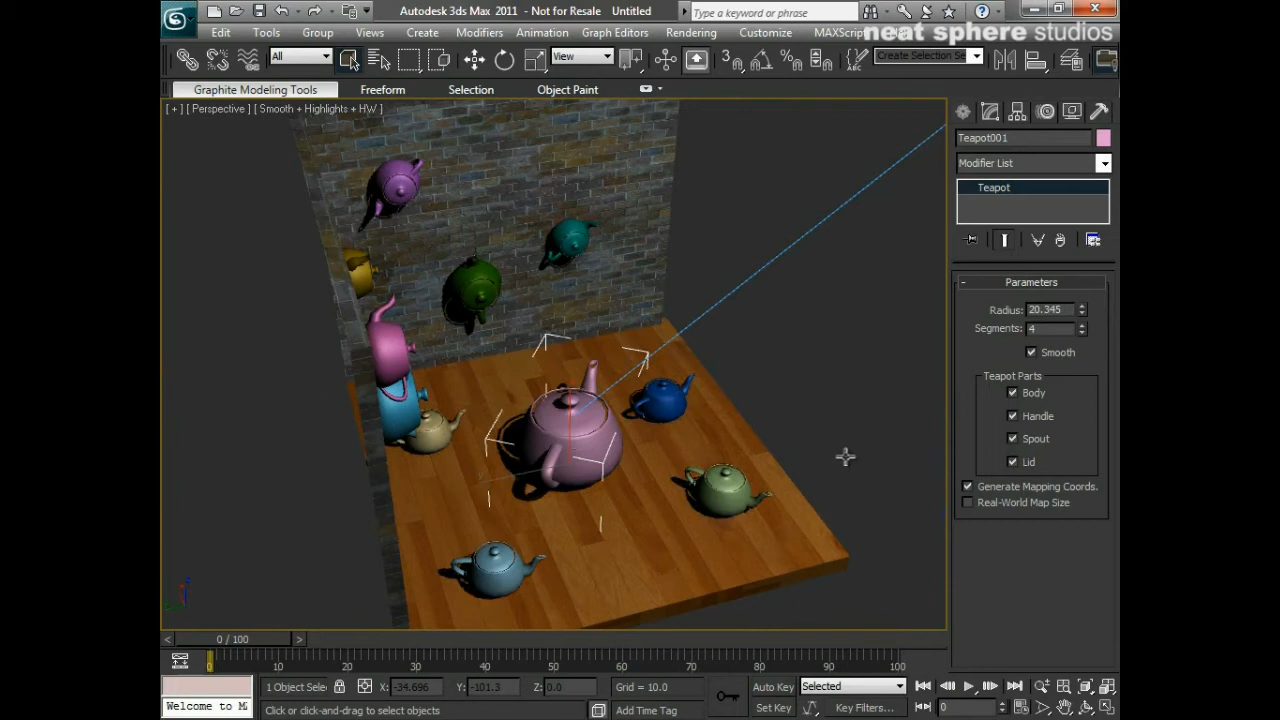 Autodesk 3ds Max 2011 - Not for Resale Untitled
Type a keyword or phrase
Edit Tools Group Views Create Modifiers Animation Graph Editors Rendering Customize MAXScript
neat sphere studios
All View 3 Create Selection Se
Graphite Modeling Tools Freeform Selection Object Paint
[ + ] [ Perspective ] [ Smooth + Highlights + HW ]
Teapot001
Modifier List
Teapot
- Parameters
Radius: 20.345
Segments: 4
Smooth
Teapot Parts
Body
Handle
Spout
Lid
Generate Mapping Coords.
Real-World Map Size
< 0 / 100 >
0 10 20 30 40 50 60 70 80 90 100
1 Object Selec X: -34.696 Y: -101.3 Z: 0.0 Grid = 10.0 Auto Key Selected
Welcome to M Click or click-and-drag to select objects Add Time Tag Set Key Key Filters... 0